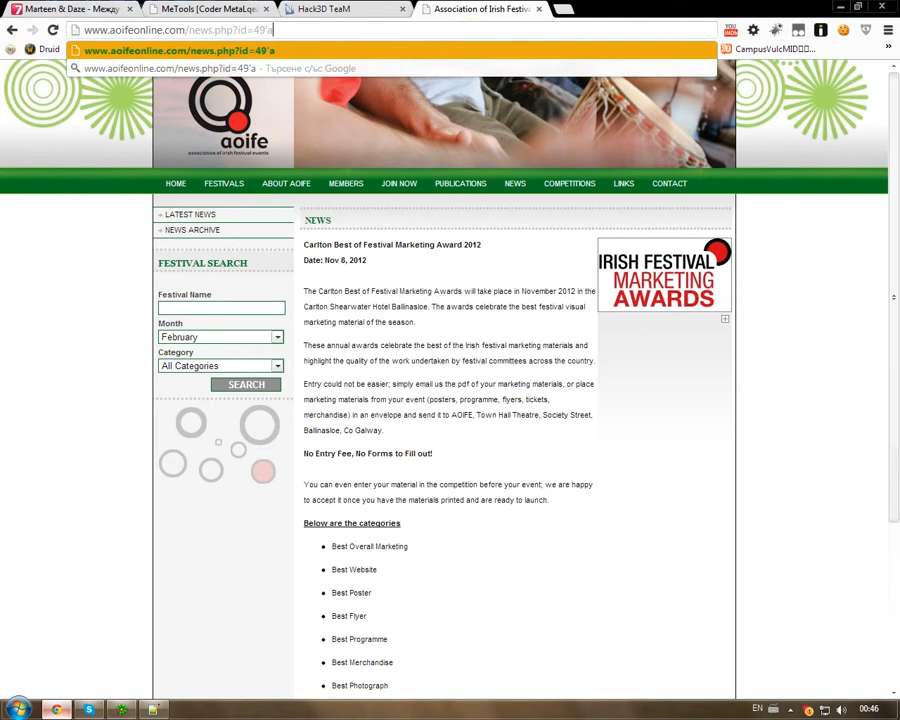 Marteen & Daze - Между
MeTools [Coder MetaLgea
Hack3D TeaM
Association of Irish Festiva
www.aoifeonline.com/news.php?id=49'a
You
Druid
CampusVulcMID
www.aoifeonline.com/news.php?id=49'a
www.aoifeonline.com/news.php?id=49'a - Търсене с/ъс Google
aoife
association of irish festival events
HOME FESTIVALS ABOUT AOIFE MEMBERS JOIN NOW PUBLICATIONS NEWS COMPETITIONS LINKS CONTACT
LATEST NEWS
NEWS ARCHIVE
FESTIVAL SEARCH
Festival Name
Month
February
Category
All Categories
SEARCH
NEWS
Carlton Best of Festival Marketing Award 2012
Date: Nov 8, 2012
The Carlton Best of Festival Marketing Awards will take place in November 2012 in the
Carlton Shearwater Hotel Ballinasloe. The awards celebrate the best festival visual
marketing material of the season.
These annual awards celebrate the best of the Irish festival marketing materials and
highlight the quality of the work undertaken by festival committees across the country.
Entry could not be easier; simply email us the pdf of your marketing materials, or place
marketing materials from your event (posters, programme, flyers, tickets,
merchandise) in an envelope and send it to AOIFE, Town Hall Theatre, Society Street,
Ballinasloe, Co Galway.
No Entry Fee, No Forms to Fill out!
You can even enter your material in the competition before your event; we are happy
to accept it once you have the materials printed and are ready to launch.
Below are the categories
Best Overall Marketing
Best Website
Best Poster
Best Flyer
Best Programme
Best Merchandise
Best Photograph
IRISH FESTIVAL
MARKETING
AWARDS
EN
00:46